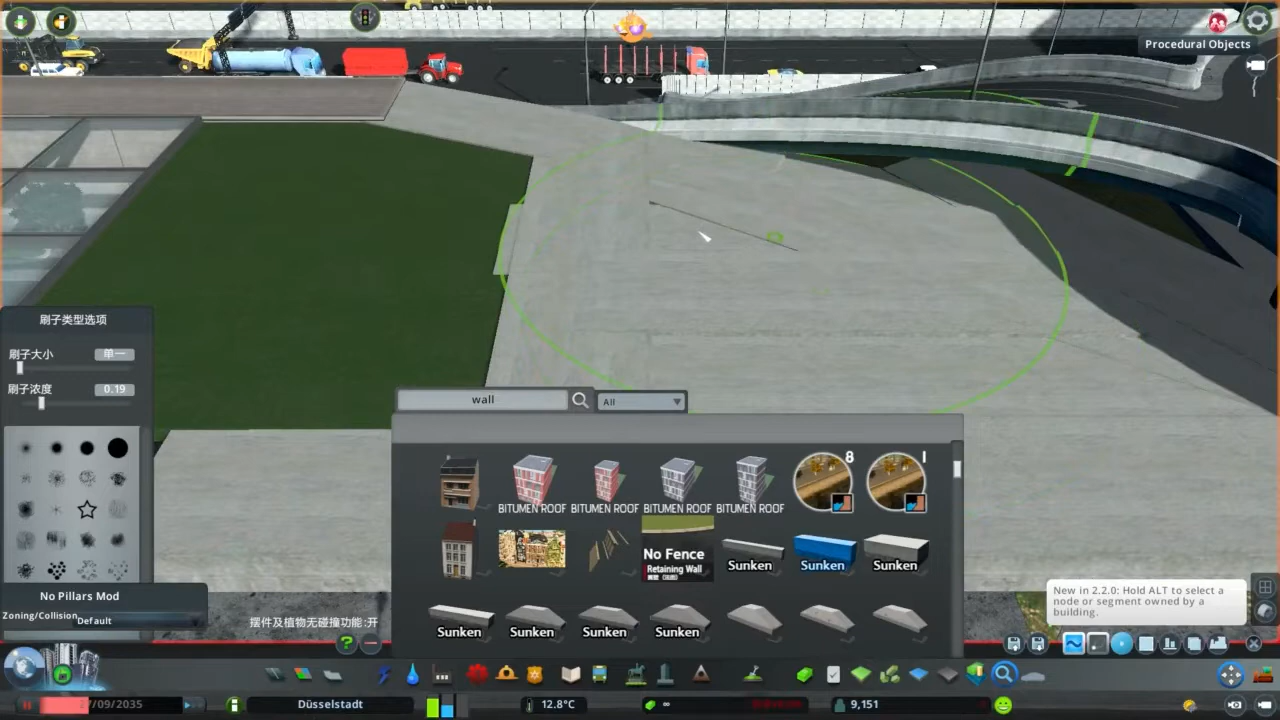 Procedural Objects
刷子类型选项
刷子大小
单一
刷子浓度
0.19
wall
All
BITUMEN ROOF
BITUMEN ROOF
BITUMEN ROOF
BITUMEN ROOF
8
No Fence
Retaining Wall
Sunken
Sunken
Sunken
Sunken
Sunken
Sunken
Sunken
No Pillars Mod
Zoning/Collision
Default
摆件及植物无碰撞功能:开
New in 2.2.0: Hold ALT to select a
node or segment owned by a
building.
7/09/2035
Düsselstadt
12.8°C
∞
9,151